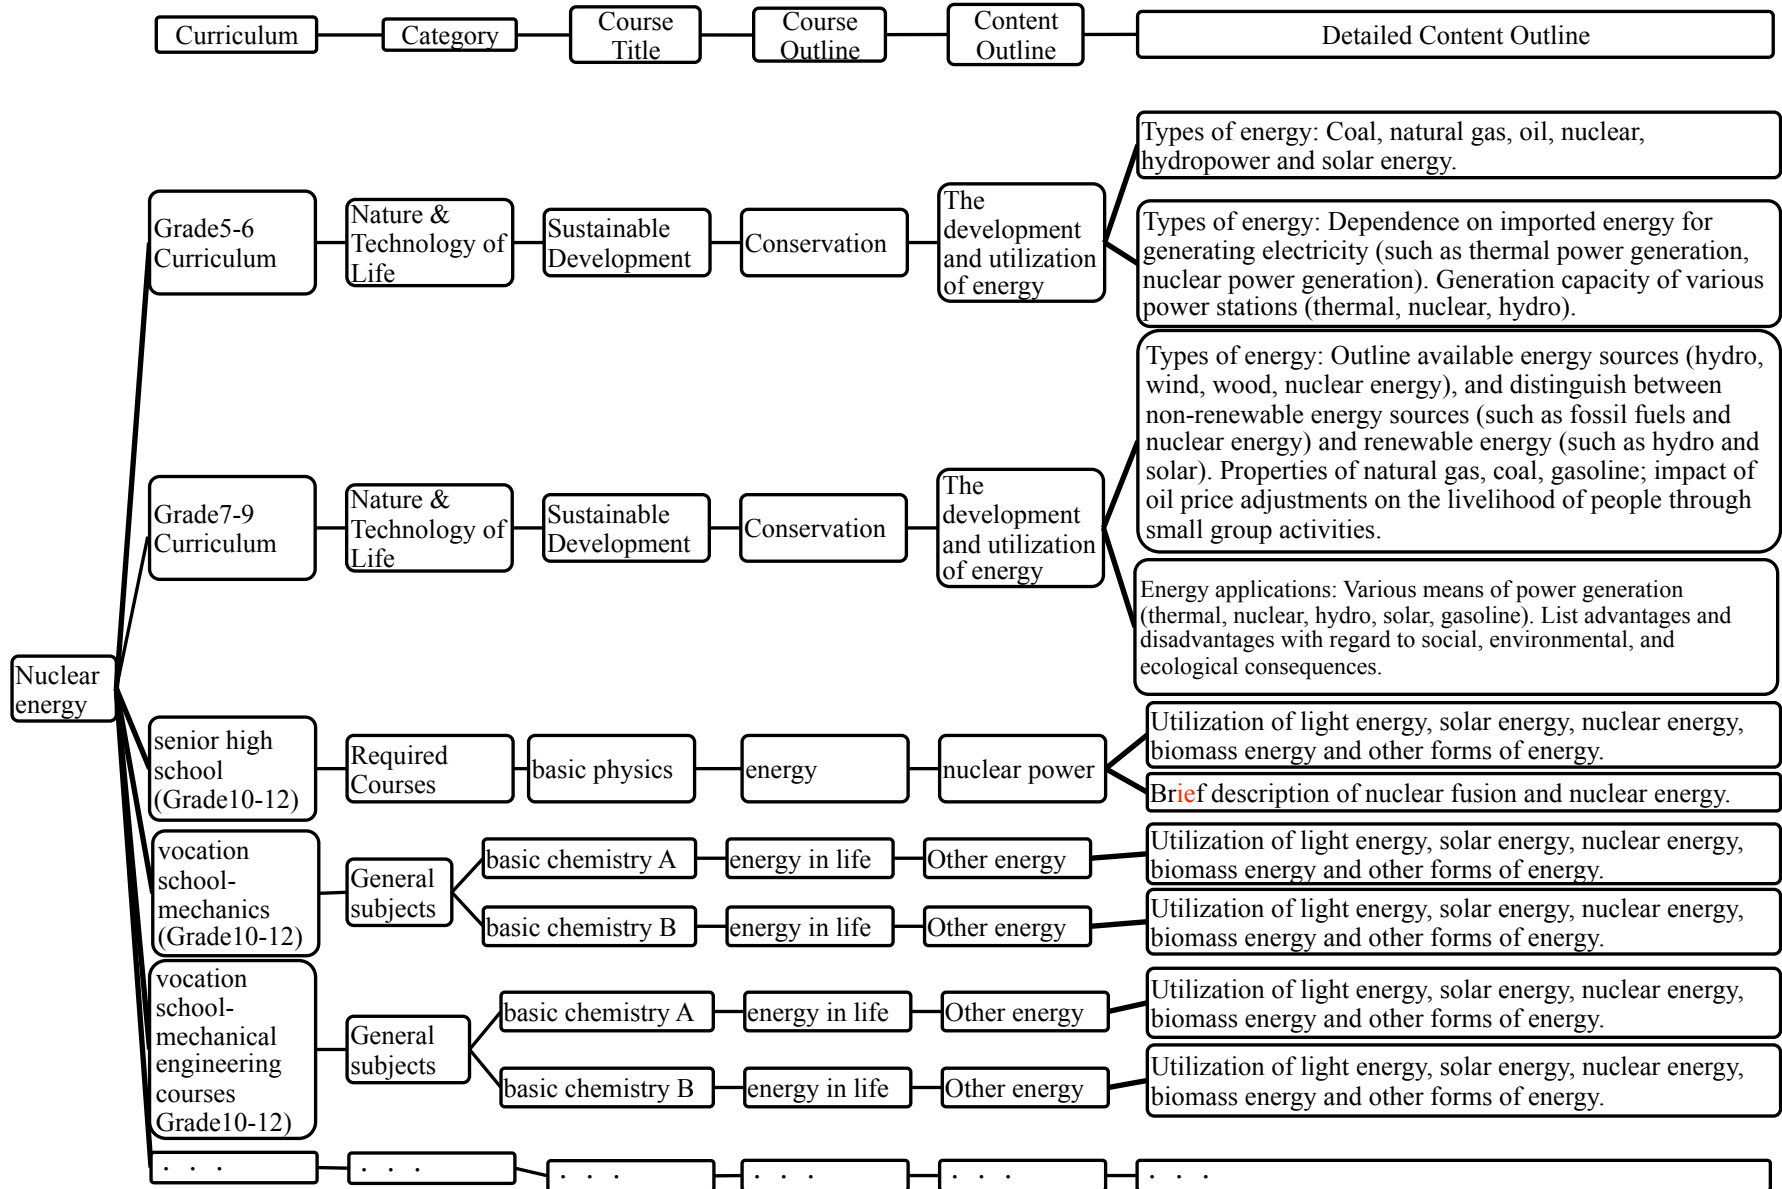 Curriculum
Category
Course
Title
Course
Outline
Content
Outline
Detailed Content Outline
Nuclear
energy
Grade5-6
Curriculum
Nature &
Technology of
Life
Sustainable
Development
Conservation
The
development
and utilization
of energy
Types of energy: Coal, natural gas, oil, nuclear,
hydropower and solar energy.
Types of energy: Dependence on imported energy for
generating electricity (such as thermal power generation,
nuclear power generation). Generation capacity of various
power stations (thermal, nuclear, hydro).
Grade7-9
Curriculum
Nature &
Technology of
Life
Sustainable
Development
Conservation
The
development
and utilization
of energy
Types of energy: Outline available energy sources (hydro,
wind, wood, nuclear energy), and distinguish between
non-renewable energy sources (such as fossil fuels and
nuclear energy) and renewable energy (such as hydro and
solar). Properties of natural gas, coal, gasoline; impact of
oil price adjustments on the livelihood of people through
small group activities.
Energy applications: Various means of power generation
(thermal, nuclear, hydro, solar, gasoline). List advantages and
disadvantages with regard to social, environmental, and
ecological consequences.
senior high
school
(Grade10-12)
Required
Courses
basic physics
energy
nuclear power
Utilization of light energy, solar energy, nuclear energy,
biomass energy and other forms of energy.
Brief description of nuclear fusion and nuclear energy.
vocation
school-
mechanics
(Grade10-12)
General
subjects
basic chemistry A
energy in life
Other energy
Utilization of light energy, solar energy, nuclear energy,
biomass energy and other forms of energy.
basic chemistry B
energy in life
Other energy
Utilization of light energy, solar energy, nuclear energy,
biomass energy and other forms of energy.
vocation
school-
mechanical
engineering
courses
Grade10-12)
General
subjects
basic chemistry A
energy in life
Other energy
Utilization of light energy, solar energy, nuclear energy,
biomass energy and other forms of energy.
basic chemistry B
energy in life
Other energy
Utilization of light energy, solar energy, nuclear energy,
biomass energy and other forms of energy.
. . .
. . .
. . .
. . .
. . .
. . .